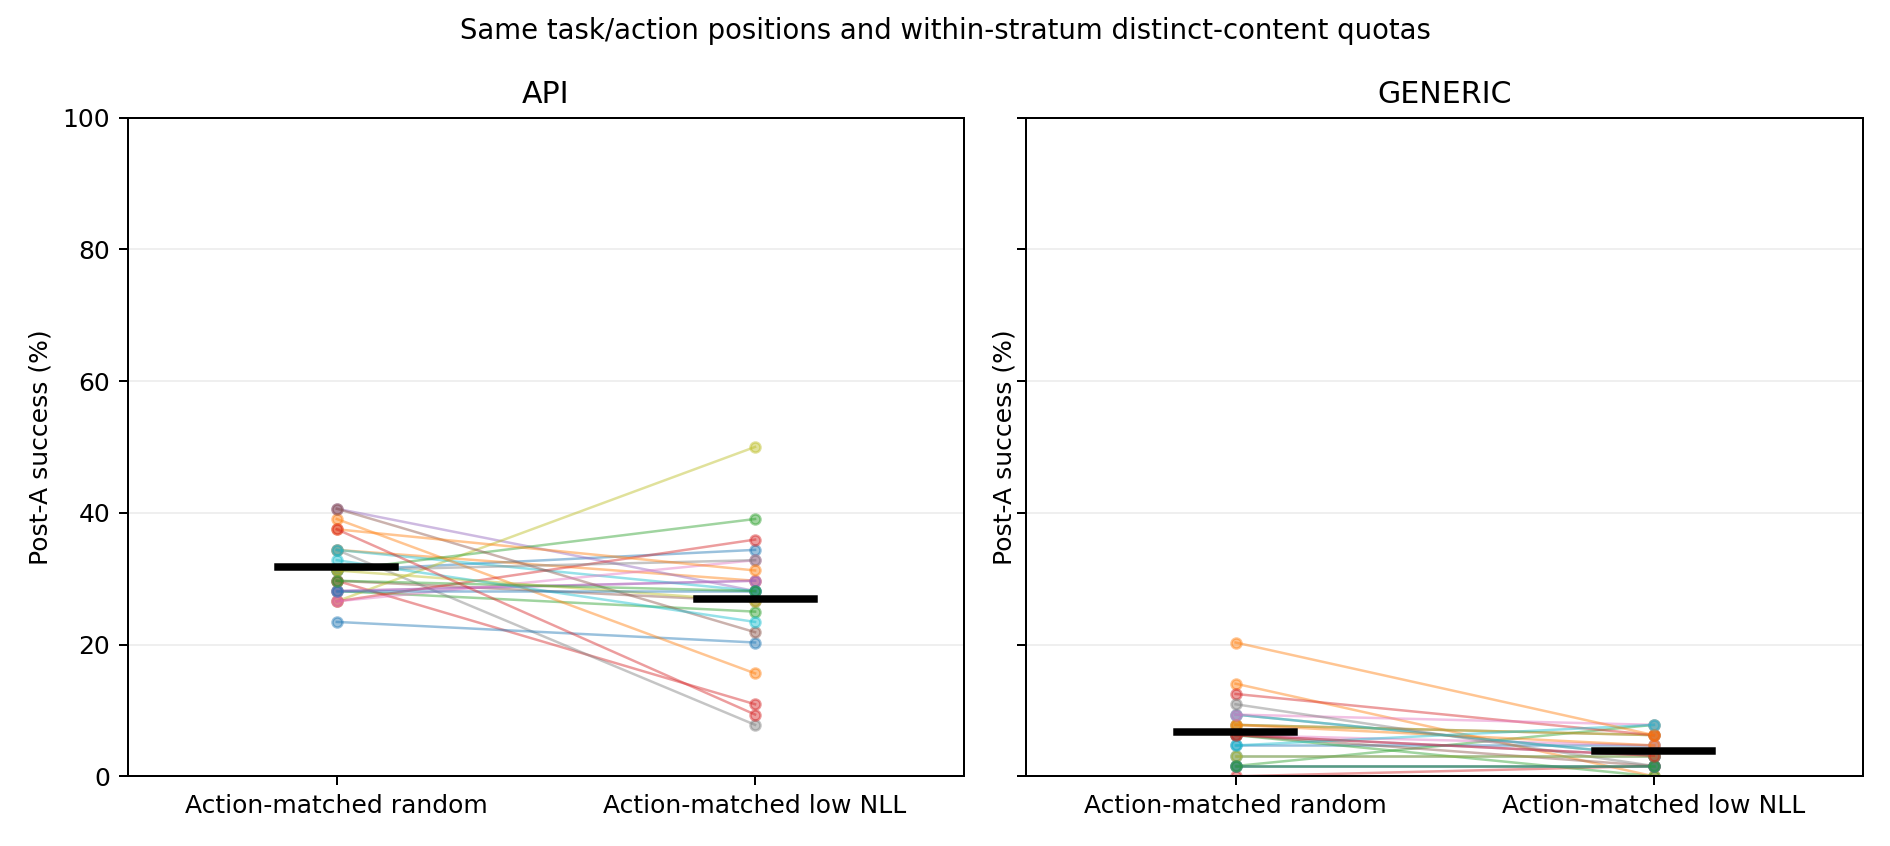 Same task/action positions and within-stratum distinct-content quotas
API
Post-A success (%)
100
80
60
40
20
0
Action-matched random
Action-matched low NLL
GENERIC
Post-A success (%)
Action-matched random
Action-matched low NLL